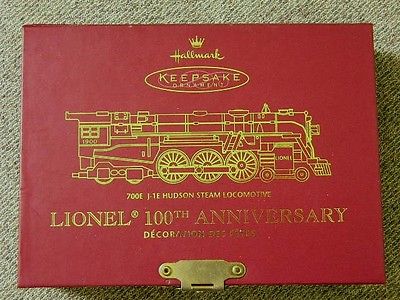 Hallmark
KEEPSAKE
ORNAMENT
1900
LIONEL
700E J-1E HUDSON STEAM LOCOMOTIVE
LIONEL® 100TH ANNIVERSARY
DÉCORATION DES FÊTES